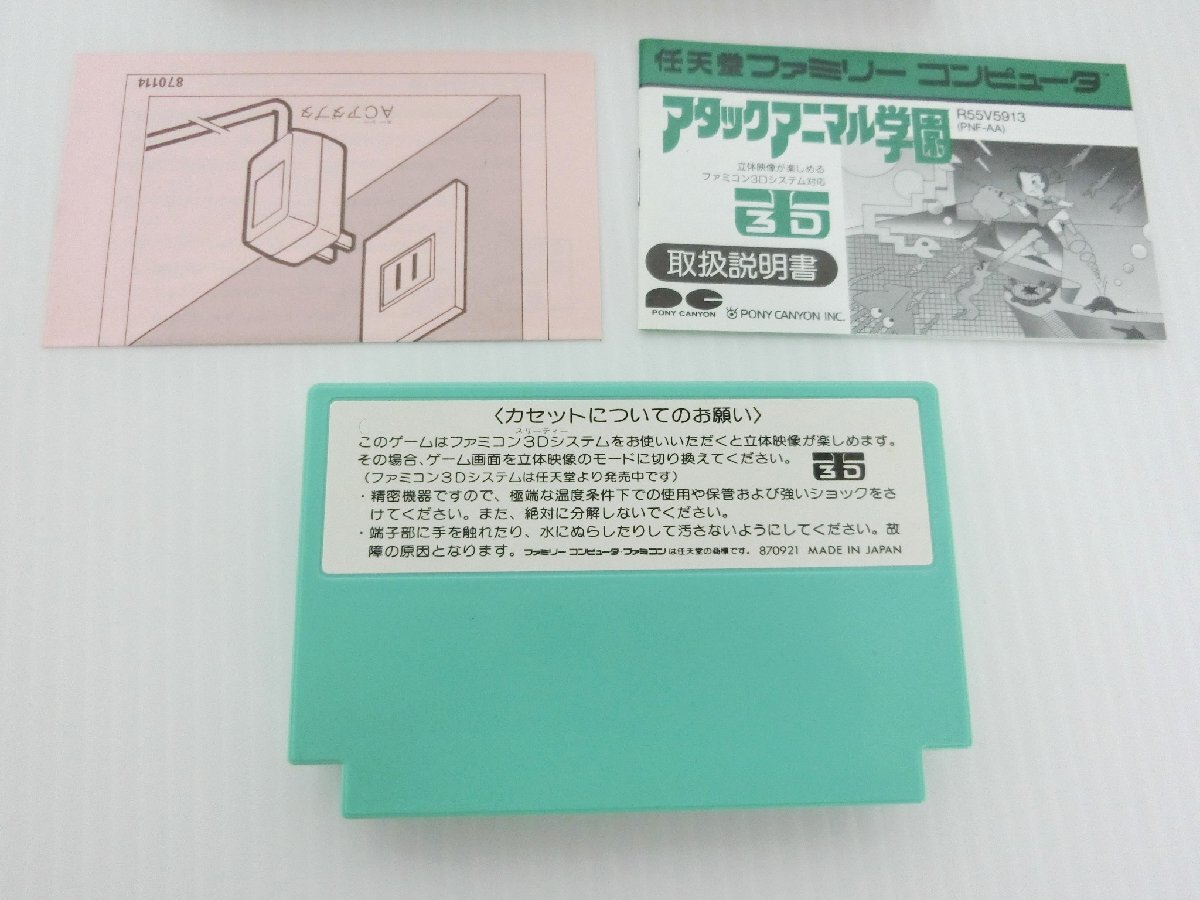 870114
ACアダプタ
任天堂ファミリー コンピュータ™
アタックアニマル学園
R55V5913
(PNF-AA)
立体映像が楽しめる
ファミコン3Dシステム対応
3D
取扱説明書
PONY CANYON
PONY CANYON INC.
〈カセットについてのお願い〉
スリーディー
このゲームはファミコン3Dシステムをお使いいただくと立体映像が楽しめます。
その場合、ゲーム画面を立体映像のモードに切り換えてください。
3D
(ファミコン3Dシステムは任天堂より発売中です)
・精密機器ですので、極端な温度条件下での使用や保管および強いショックをさ
けてください。また、絶対に分解しないでください。
・端子部に手を触れたり、水にぬらしたりして汚さないようにしてください。故
障の原因となります。ファミリー コンピュータ・ファミコンは任天堂の商標です。 870921 MADE IN JAPAN